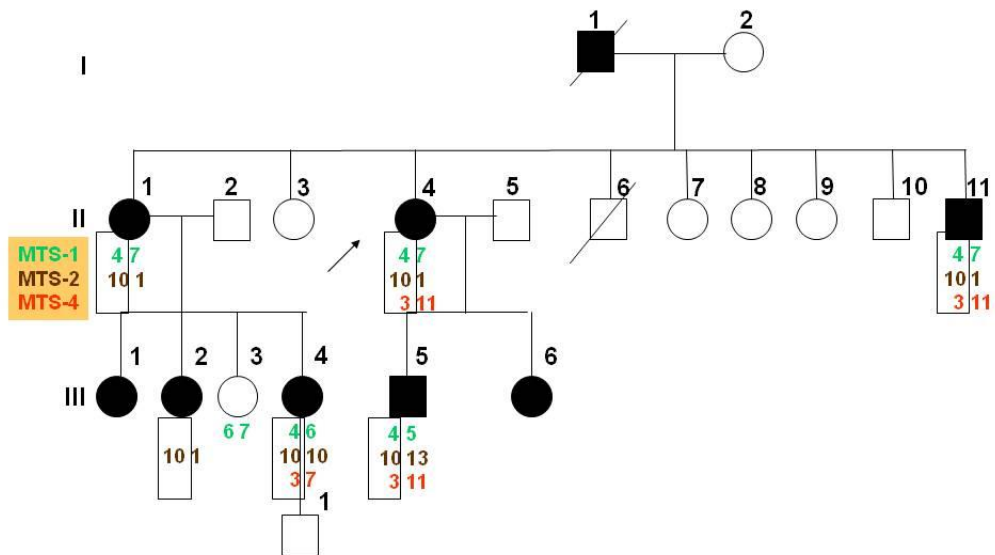 1 2
I
1 2 3 4 5 6 7 8 9 10 11
II
MTS-1 4 7 4 7 4 7
MTS-2 10 1 10 1 10 1
MTS-4 3 11 3 11
1 2 3 4 5 6
III
6 7 4 6 4 5
10 1 10 10 10 13
3 7 3 11
1